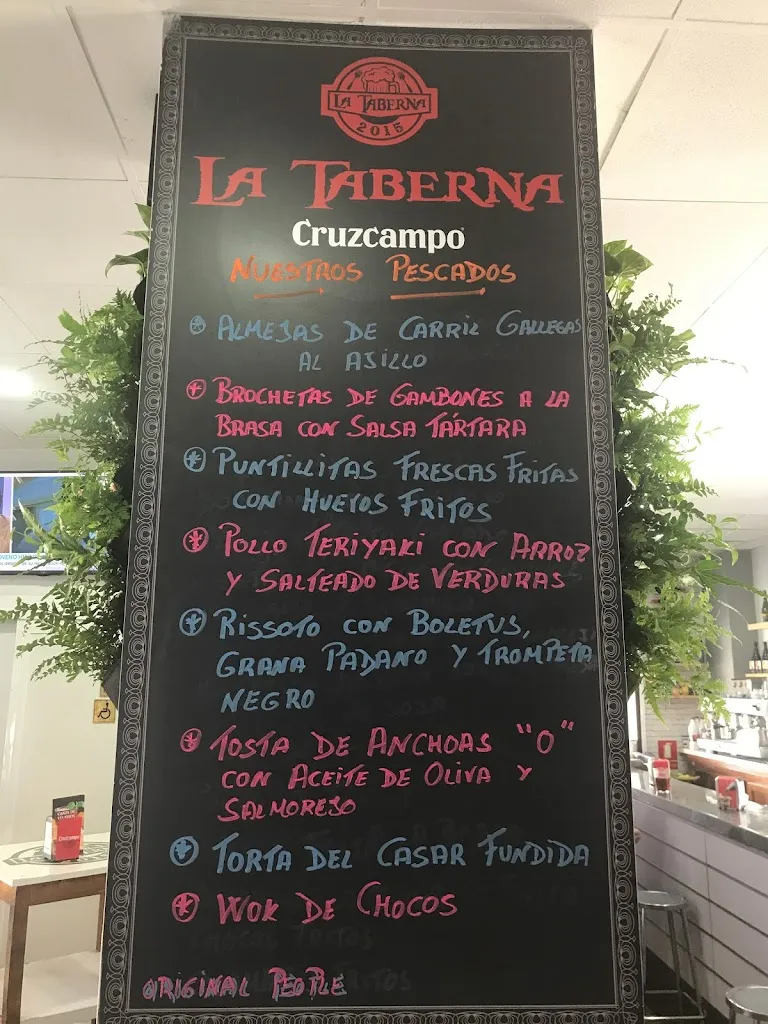 LA TABERNA
2015
LA TABERNA
Cruzcampo
NUESTROS PESCADOS
ALMEJAS DE CARRIL GALLEGAS
AL AJILLO
BROCHETAS DE GAMBONES A LA
BRASA CON SALSA TÁRTARA
PUNTILLITAS FRESCAS FRITAS
CON HUEVOS FRITOS
POLLO TERIYAKI CON ARROZ
Y SALTEADO DE VERDURAS
RISSOTO CON BOLETUS,
GRANA PADANO Y TROMPETA
NEGRO
TOSTA DE ANCHOAS "O"
CON ACEITE DE OLIVA Y
SALMOREJO
TORTA DEL CASAR FUNDIDA
WOK DE CHOCOS
ORIGINAL PEOPLE
Cruzcampo